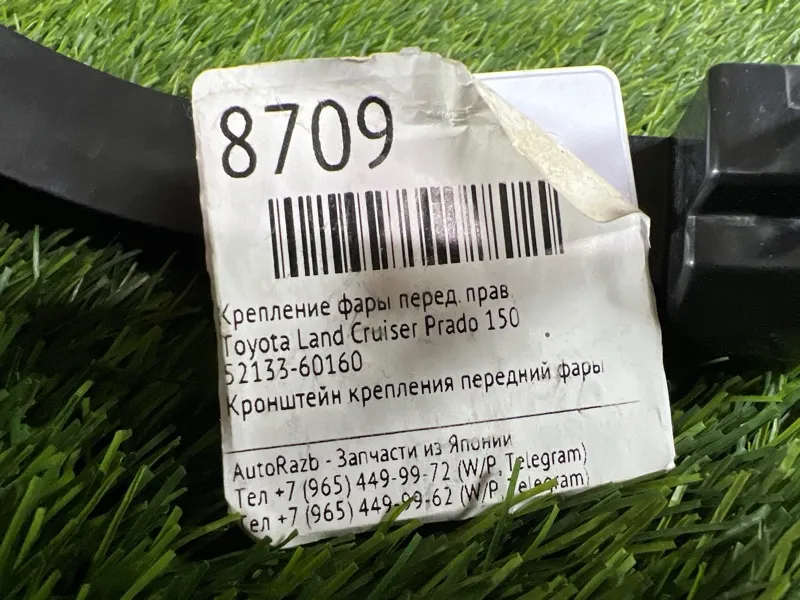 8709
Крепление фары перед. прав.
Toyota Land Cruiser Prado 150
52133-60160
Кронштейн крепления передний фары
AutoRazb - Запчасти из Японии
Тел +7 (965) 449-99-72 (W/P, Telegram)
Тел +7 (965) 449-99-62 (W/P, Telegram)